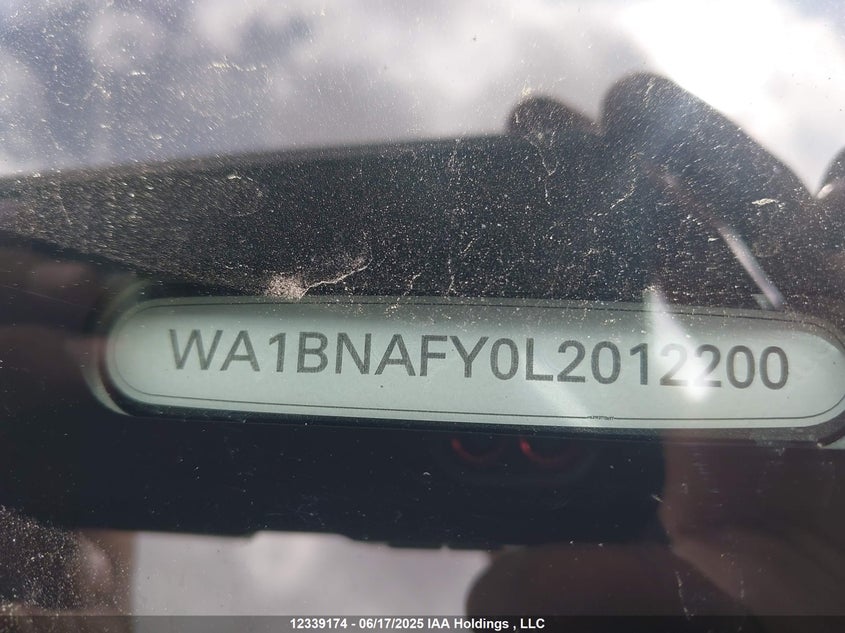 WA1BNAFY0L2012200
12339174 - 06/17/2025 IAA Holdings , LLC